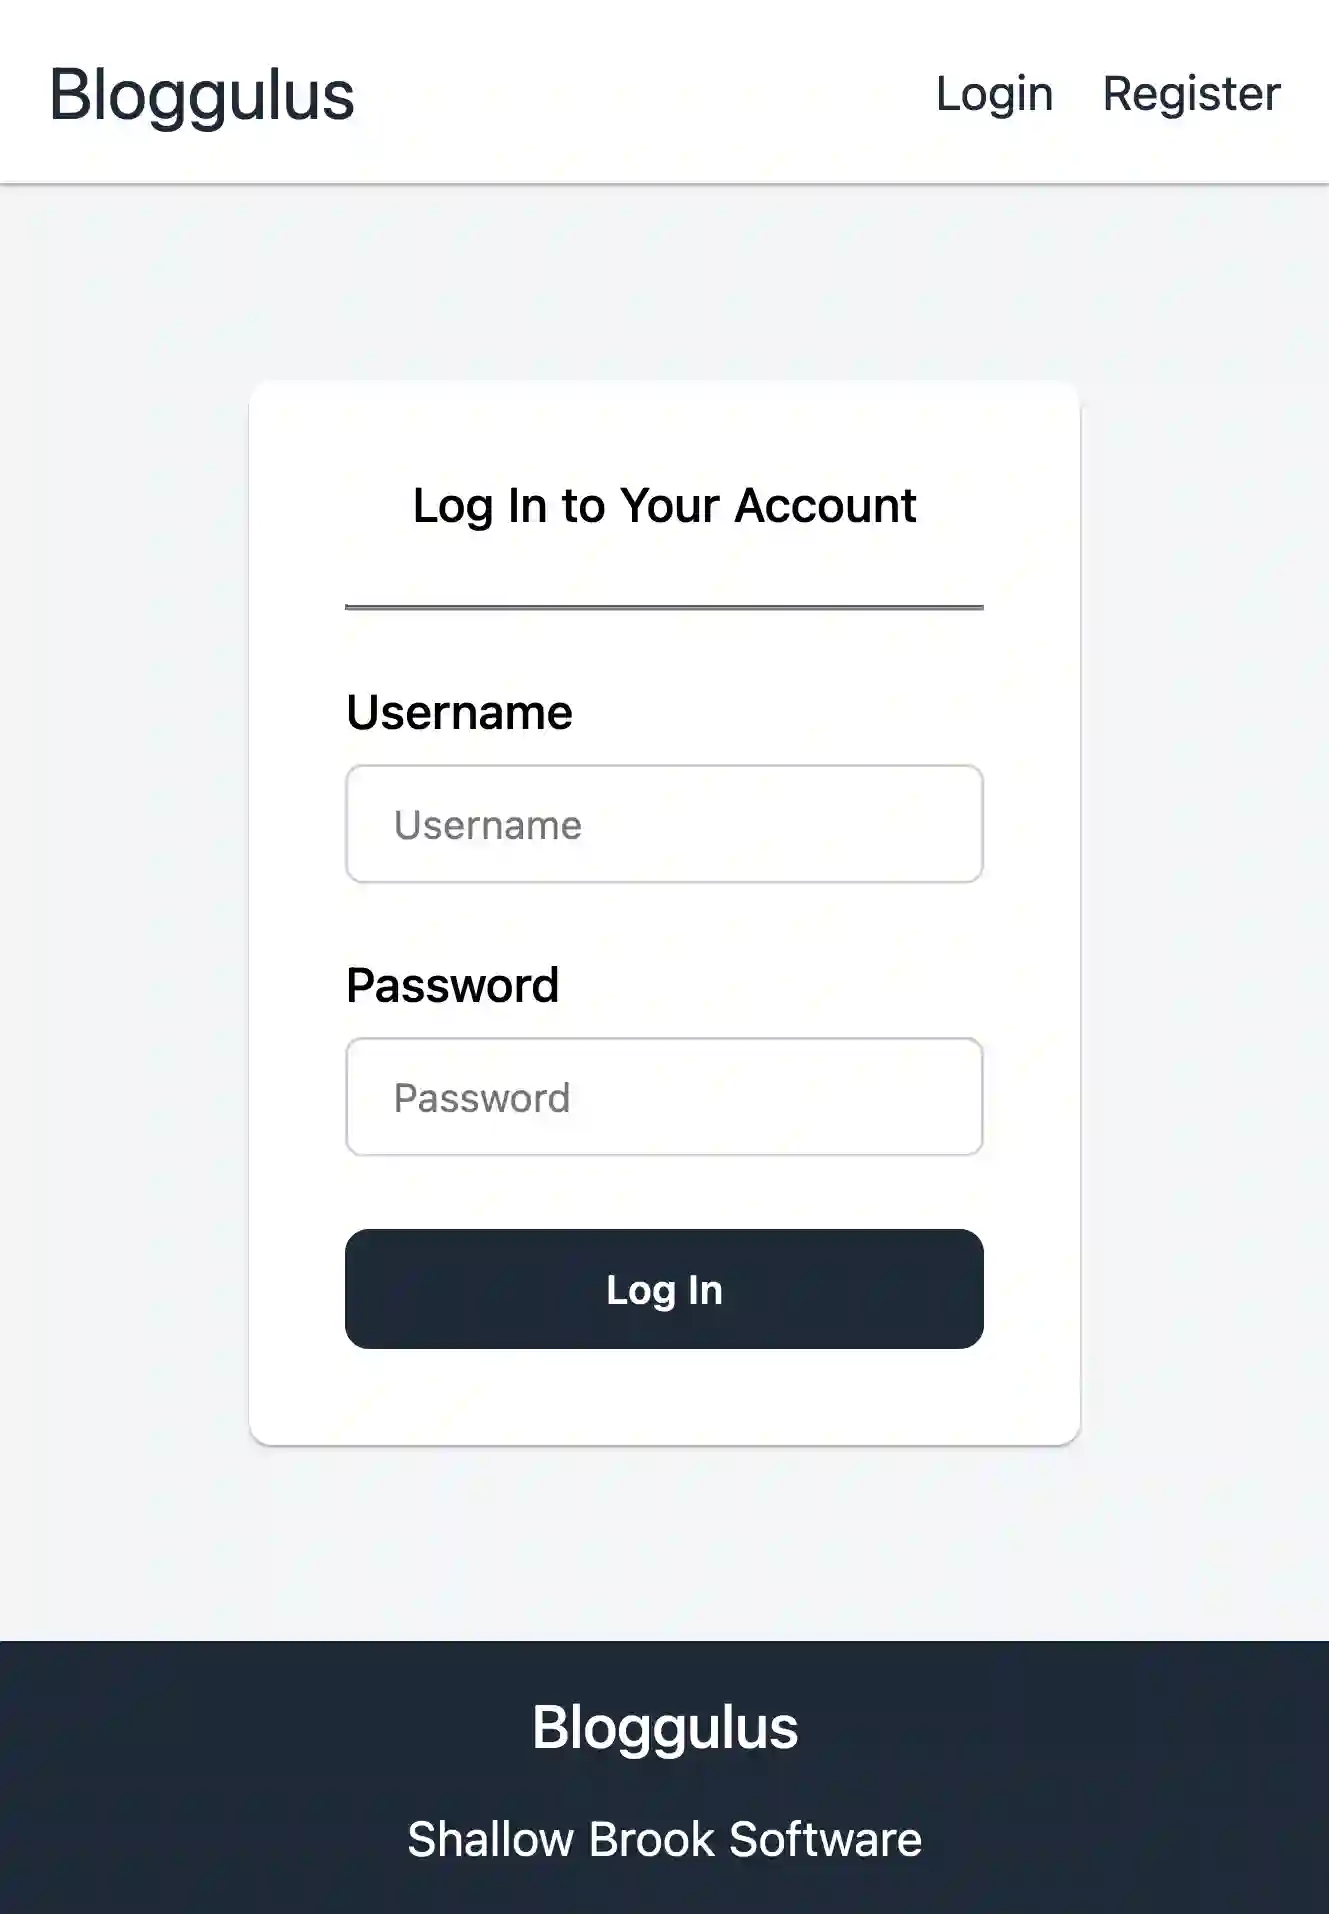 Bloggulus
Login Register
Log In to Your Account
Username
Username
Password
Password
Log In
Bloggulus
Shallow Brook Software